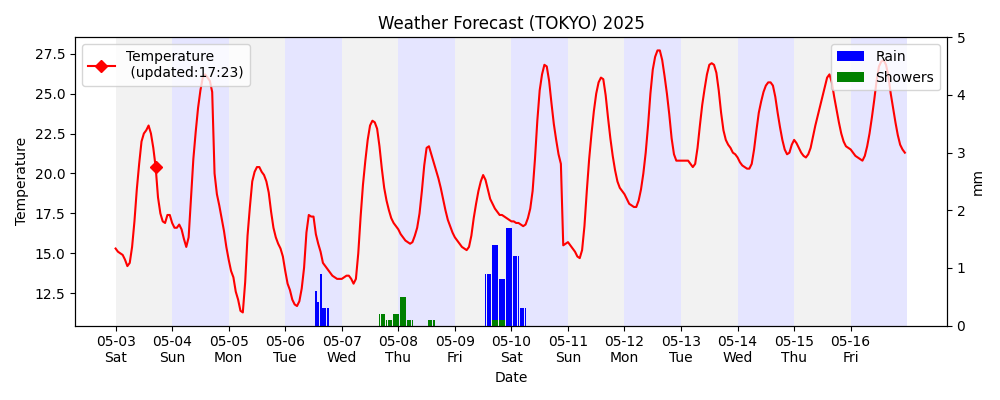 Weather Forecast (TOKYO) 2025
Temperature
(updated:17:23)
Rain
Showers
27.5
25.0
22.5
20.0
17.5
15.0
12.5
Temperature
5
4
3
2
1
0
mm
05-03 05-04 05-05 05-06 05-07 05-08 05-09 05-10 05-11 05-12 05-13 05-14 05-15 05-16
Sat Sun Mon Tue Wed Thu Fri Sat Sun Mon Tue Wed Thu Fri
Date